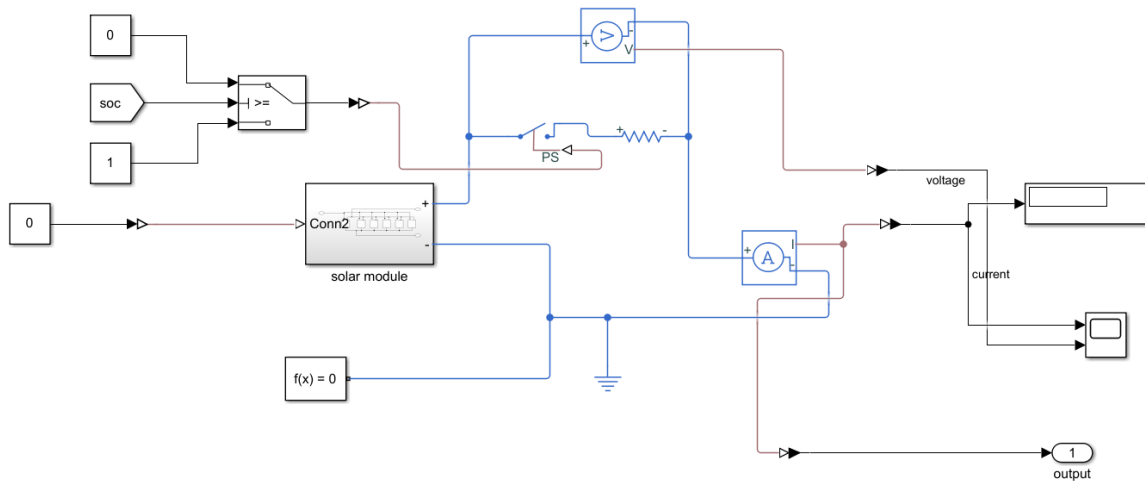 0
soc
>=
1
+
-
V
V
+
-
PS
voltage
0
Conn2
+
-
solar module
+
A
I
-
current
f(x) = 0
1
output